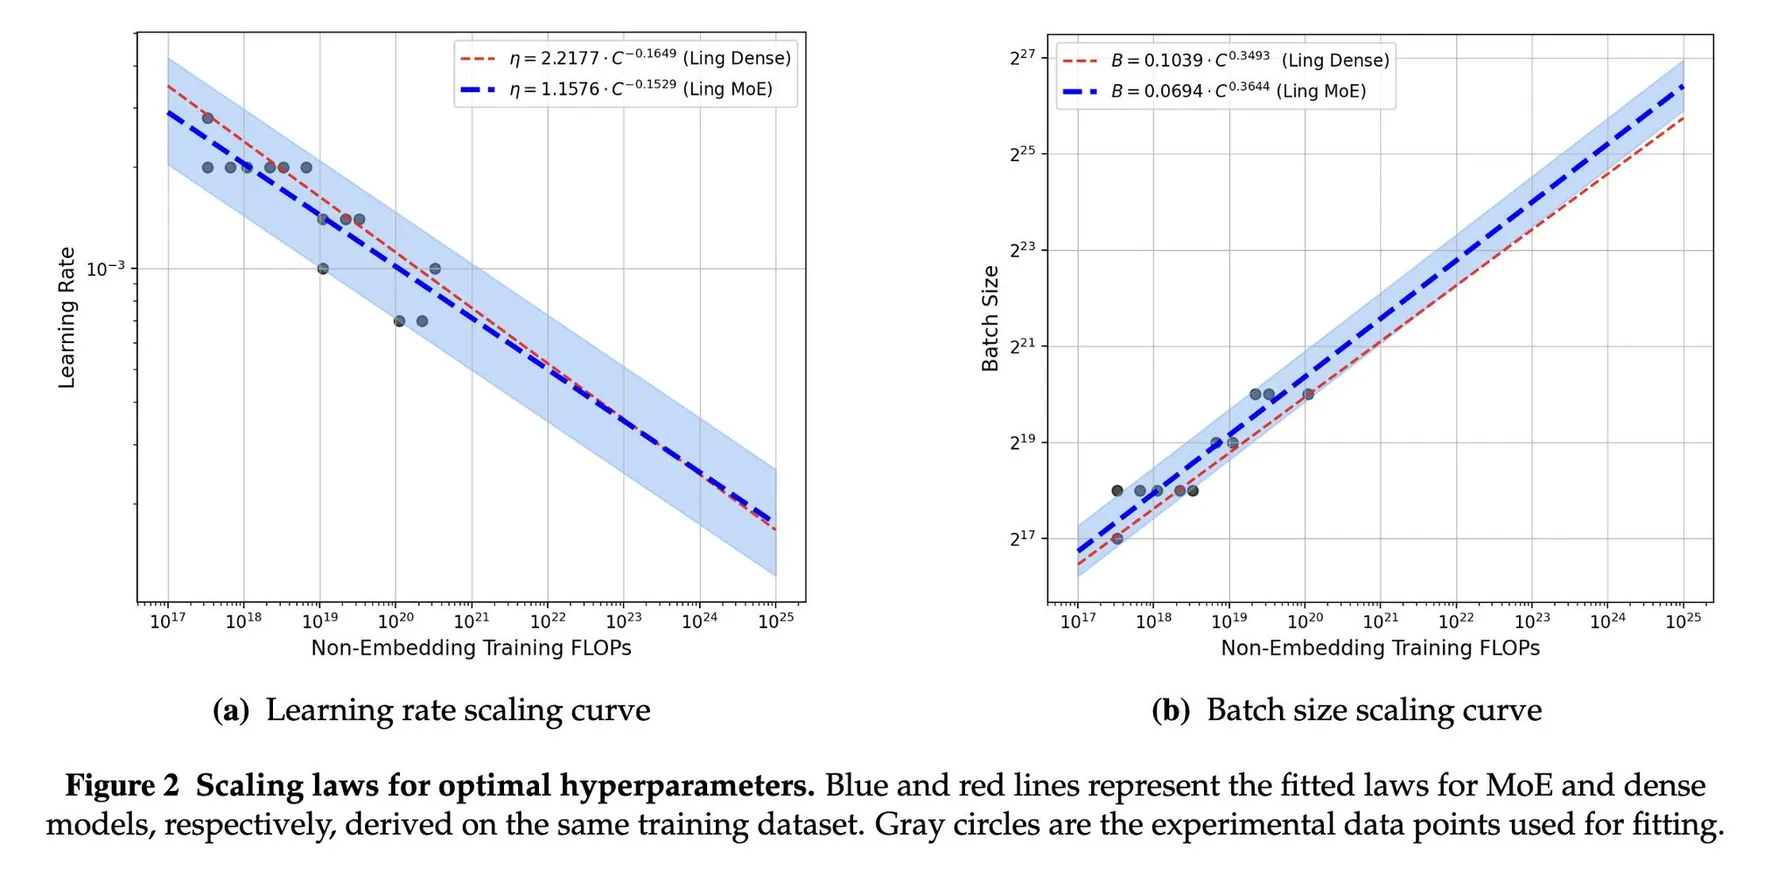 η = 2.2177 · C^−0.1649 (Ling Dense)
η = 1.1576 · C^−0.1529 (Ling MoE)
Learning Rate
10^−3
10^17 10^18 10^19 10^20 10^21 10^22 10^23 10^24 10^25
Non-Embedding Training FLOPs
(a) Learning rate scaling curve
B = 0.1039 · C^0.3493 (Ling Dense)
B = 0.0694 · C^0.3644 (Ling MoE)
Batch Size
2^27
2^25
2^23
2^21
2^19
2^17
10^17 10^18 10^19 10^20 10^21 10^22 10^23 10^24 10^25
Non-Embedding Training FLOPs
(b) Batch size scaling curve
Figure 2 Scaling laws for optimal hyperparameters. Blue and red lines represent the fitted laws for MoE and dense
models, respectively, derived on the same training dataset. Gray circles are the experimental data points used for fitting.